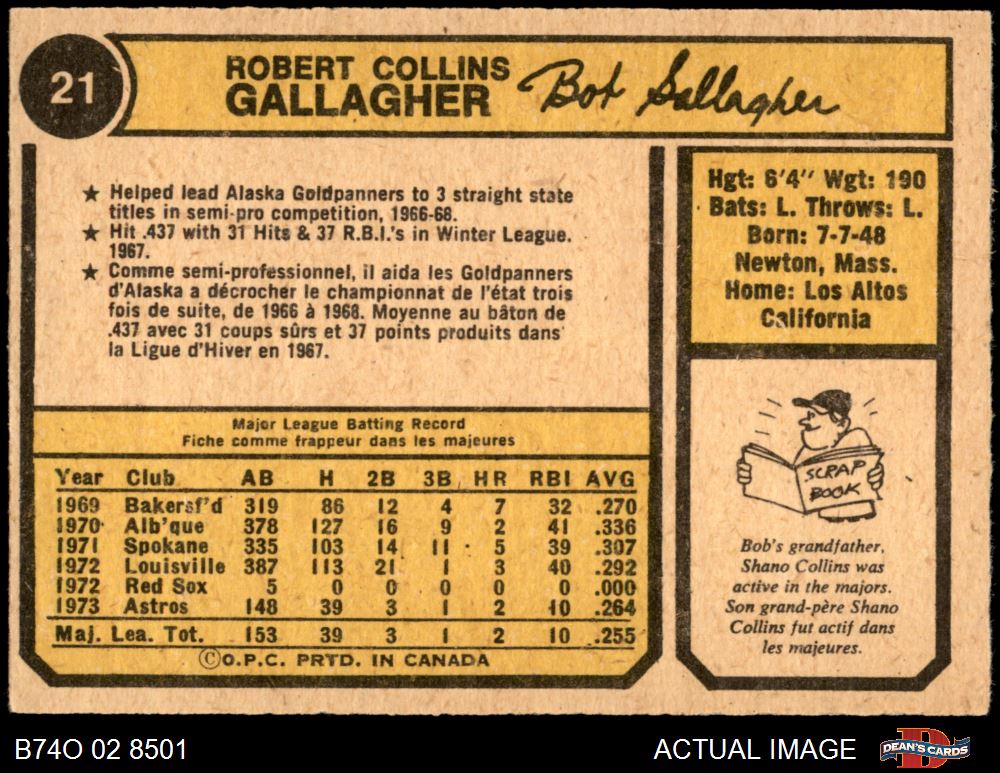 21
ROBERT COLLINS
GALLAGHER
Bob Gallagher
★ Helped lead Alaska Goldpanners to 3 straight state
titles in semi-pro competition, 1966-68.
★ Hit .437 with 31 Hits & 37 R.B.I.'s in Winter League.
1967.
★ Comme semi-professionnel, il aida les Goldpanners
d'Alaska a décrocher le championnat de l'état trois
fois de suite, de 1966 à 1968. Moyenne au bâton de
.437 avec 31 coups sûrs et 37 points produits dans
la Ligue d'Hiver en 1967.
Hgt: 6'4" Wgt: 190
Bats: L. Throws: L.
Born: 7-7-48
Newton, Mass.
Home: Los Altos
California
Major League Batting Record
Fiche comme frappeur dans les majeures
Year Club AB H 2B 3B HR RBI AVG
1969 Bakersf'd 319 86 12 4 7 32 .270
1970 Alb'que 378 127 16 9 2 41 .336
1971 Spokane 335 103 14 11 5 39 .307
1972 Louisville 387 113 21 1 3 40 .292
1972 Red Sox 5 0 0 0 0 0 .000
1973 Astros 148 39 3 1 2 10 .264
Maj. Lea. Tot. 153 39 3 1 2 10 .255
©O.P.C. PRTD. IN CANADA
SCRAP
BOOK
Bob's grandfather,
Shano Collins was
active in the majors.
Son grand-père Shano
Collins fut actif dans
les majeures.
B74O 02 8501
ACTUAL IMAGE
DEAN'S CARDS